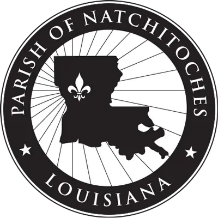 PARISH OF NATCHITOCHES
LOUISIANA